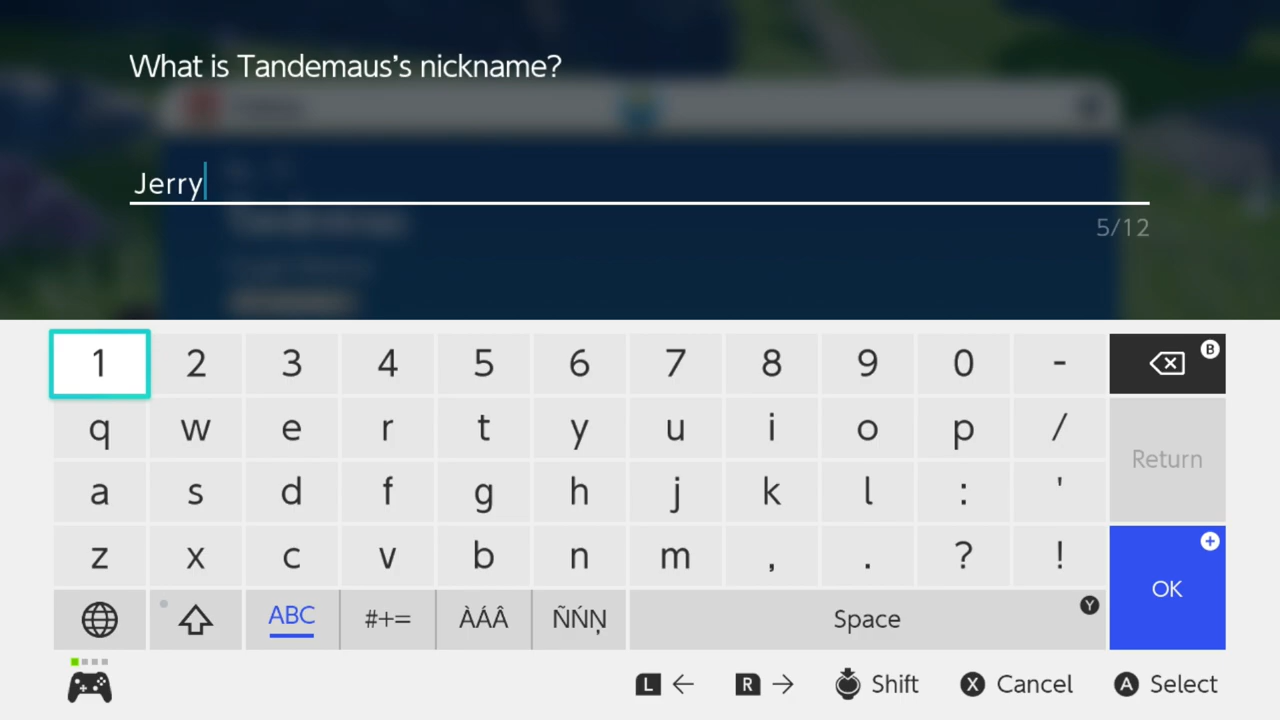 What is Tandemaus's nickname?
Jerry
5/12
1 2 3 4 5 6 7 8 9 0 - B
q w e r t y u i o p /
Return
a s d f g h j k l : '
z x c v b n m , . ? !
+ OK
ABC #+= ÀÁÂ ÑŃŅ Space Y
L ← R → Shift X Cancel A Select